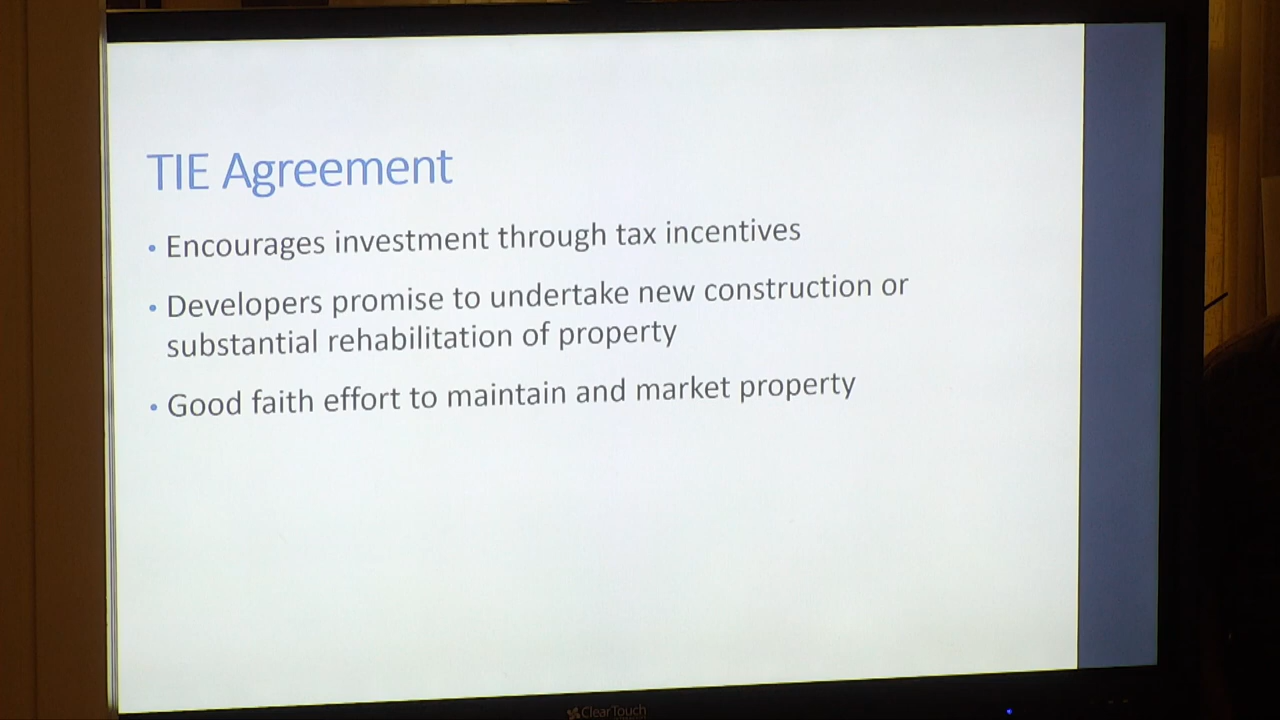 TIE Agreement
• Encourages investment through tax incentives
• Developers promise to undertake new construction or
substantial rehabilitation of property
• Good faith effort to maintain and market property
ClearTouch